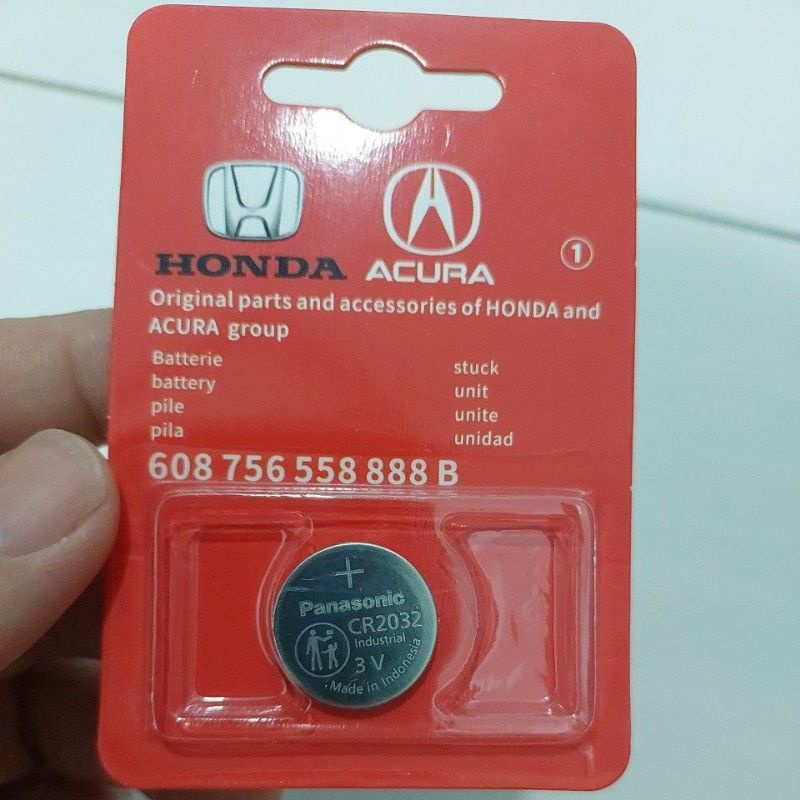 HONDA
ACURA
1
Original parts and accessories of HONDA and
ACURA group
Batterie
battery
pile
pila
stuck
unit
unite
unidad
608 756 558 888 B
+
Panasonic
CR2032
Industrial
3 V
Made in Indonesia